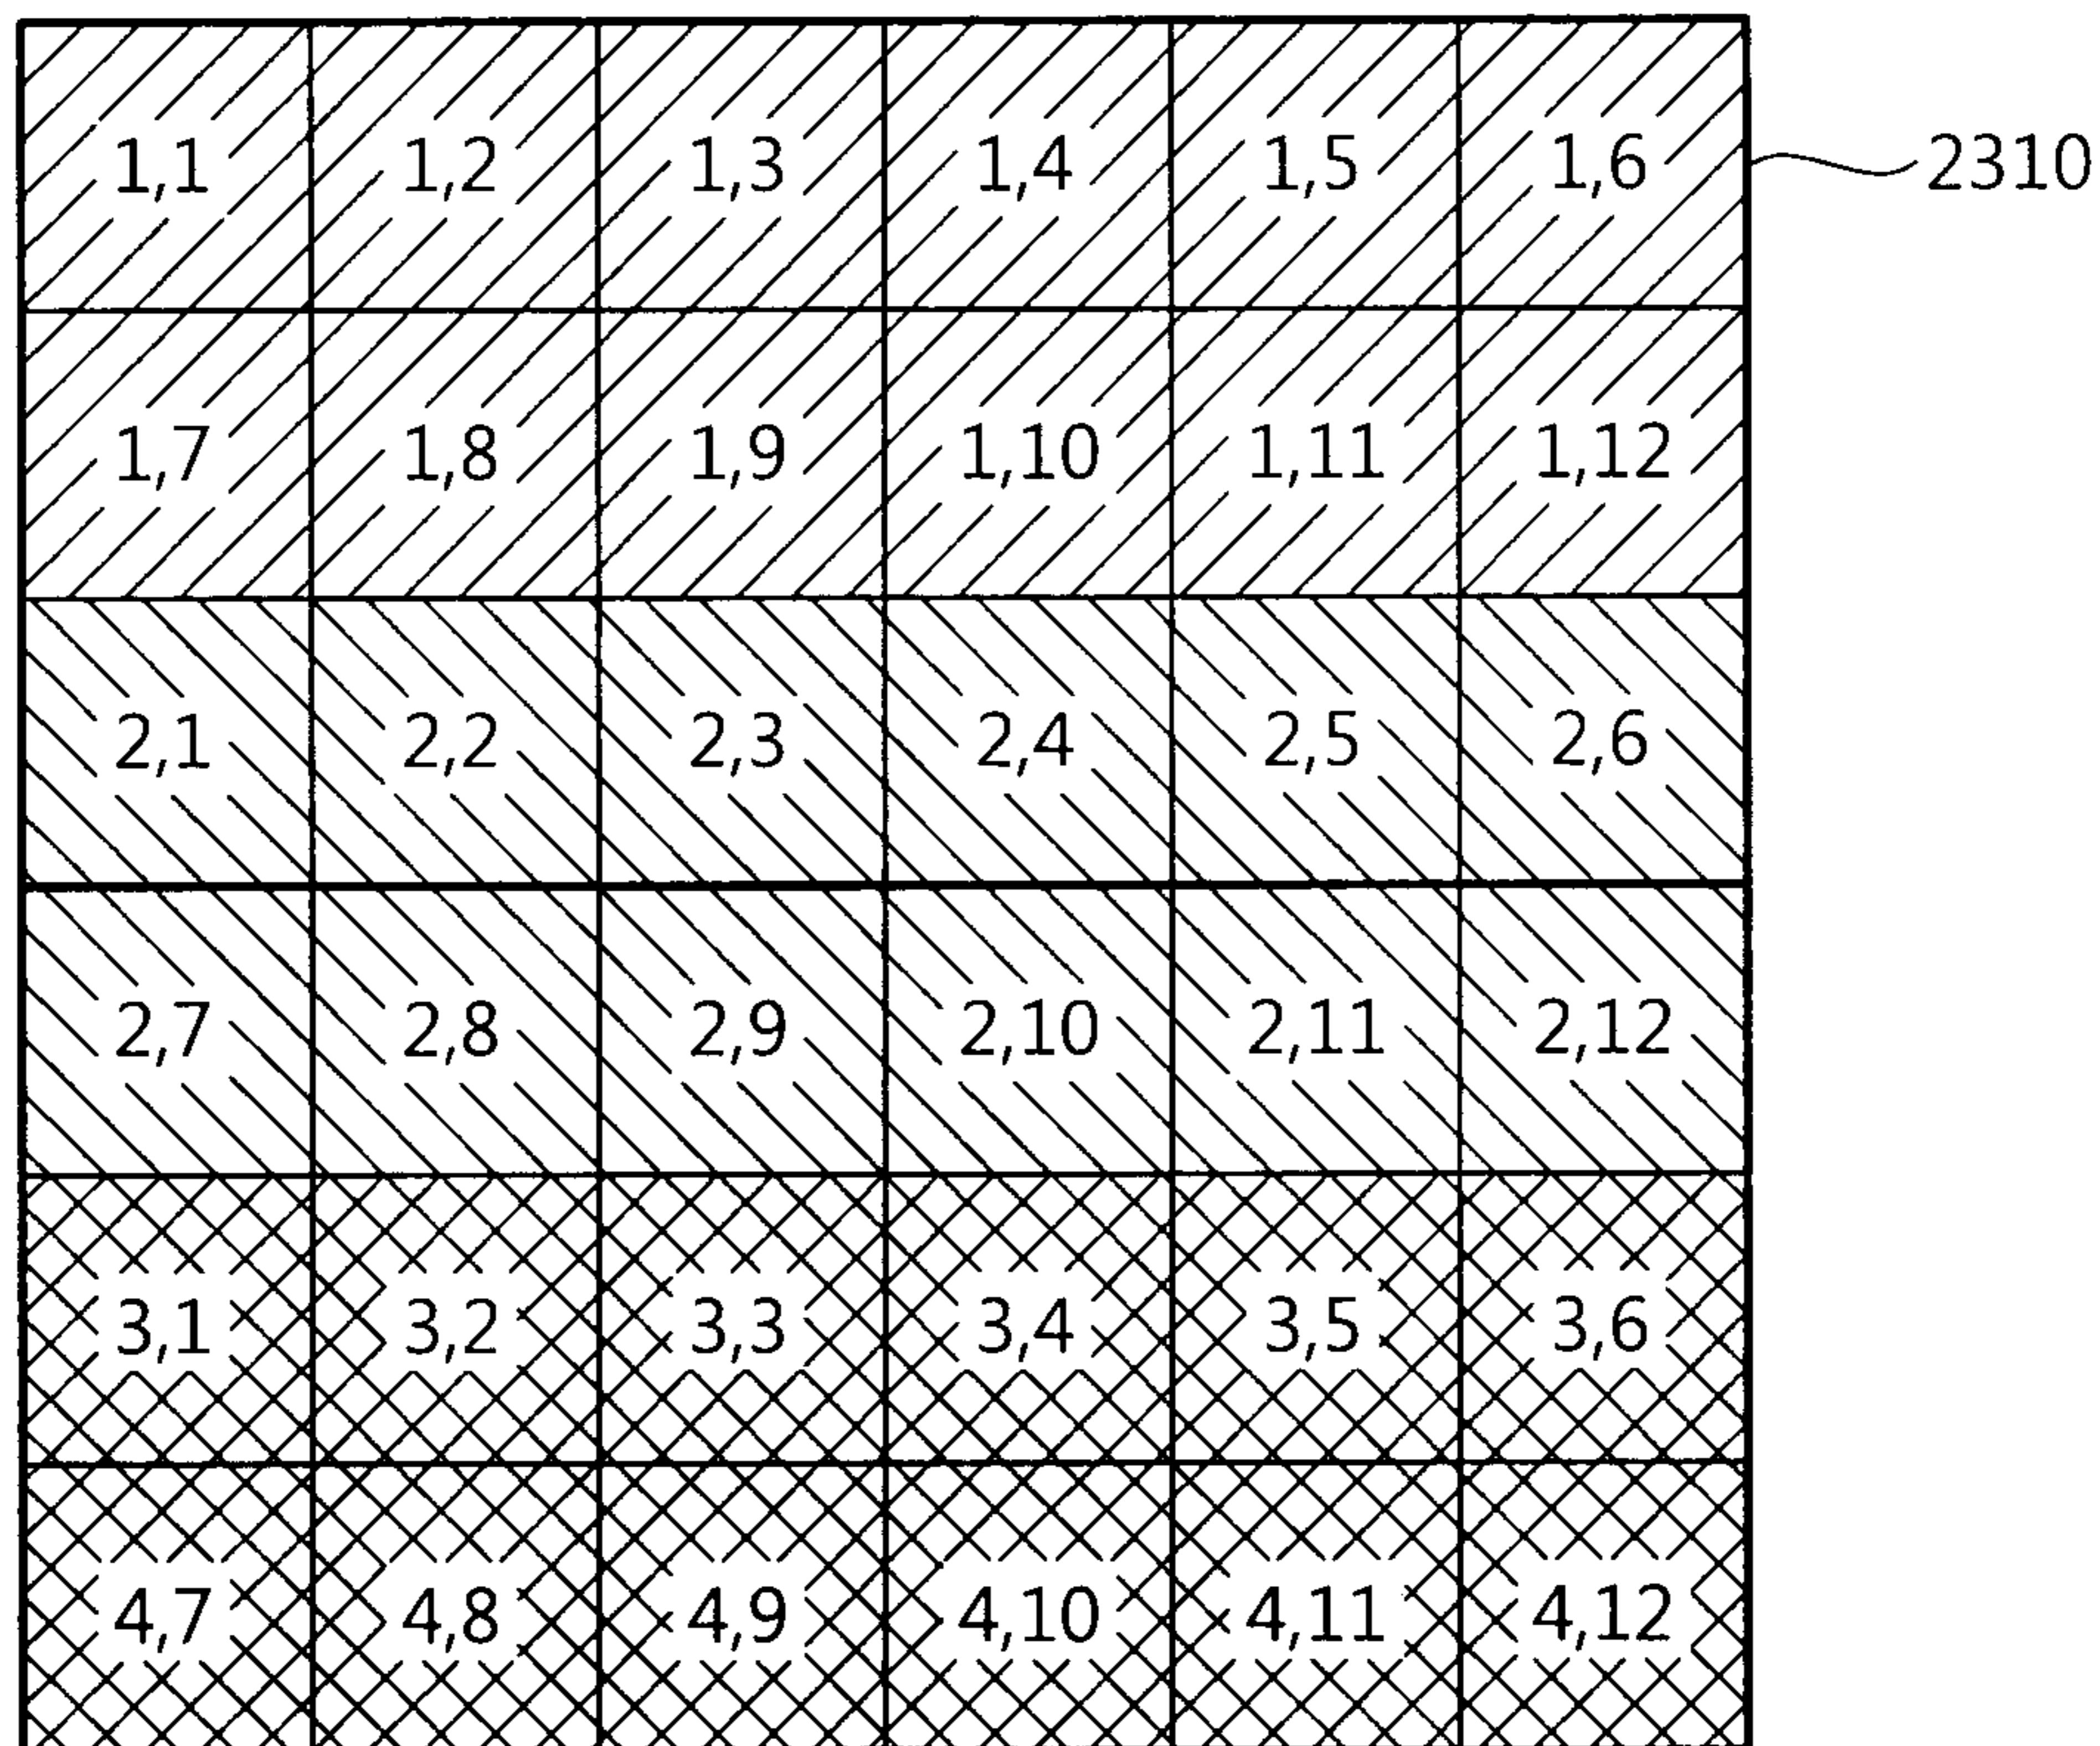 1,1 1,2 1,3 1,4 1,5 1,6 2310
1,7 1,8 1,9 1,10 1,11 1,12
2,1 2,2 2,3 2,4 2,5 2,6
2,7 2,8 2,9 2,10 2,11 2,12
3,1 3,2 3,3 3,4 3,5 3,6
4,7 4,8 4,9 4,10 4,11 4,12